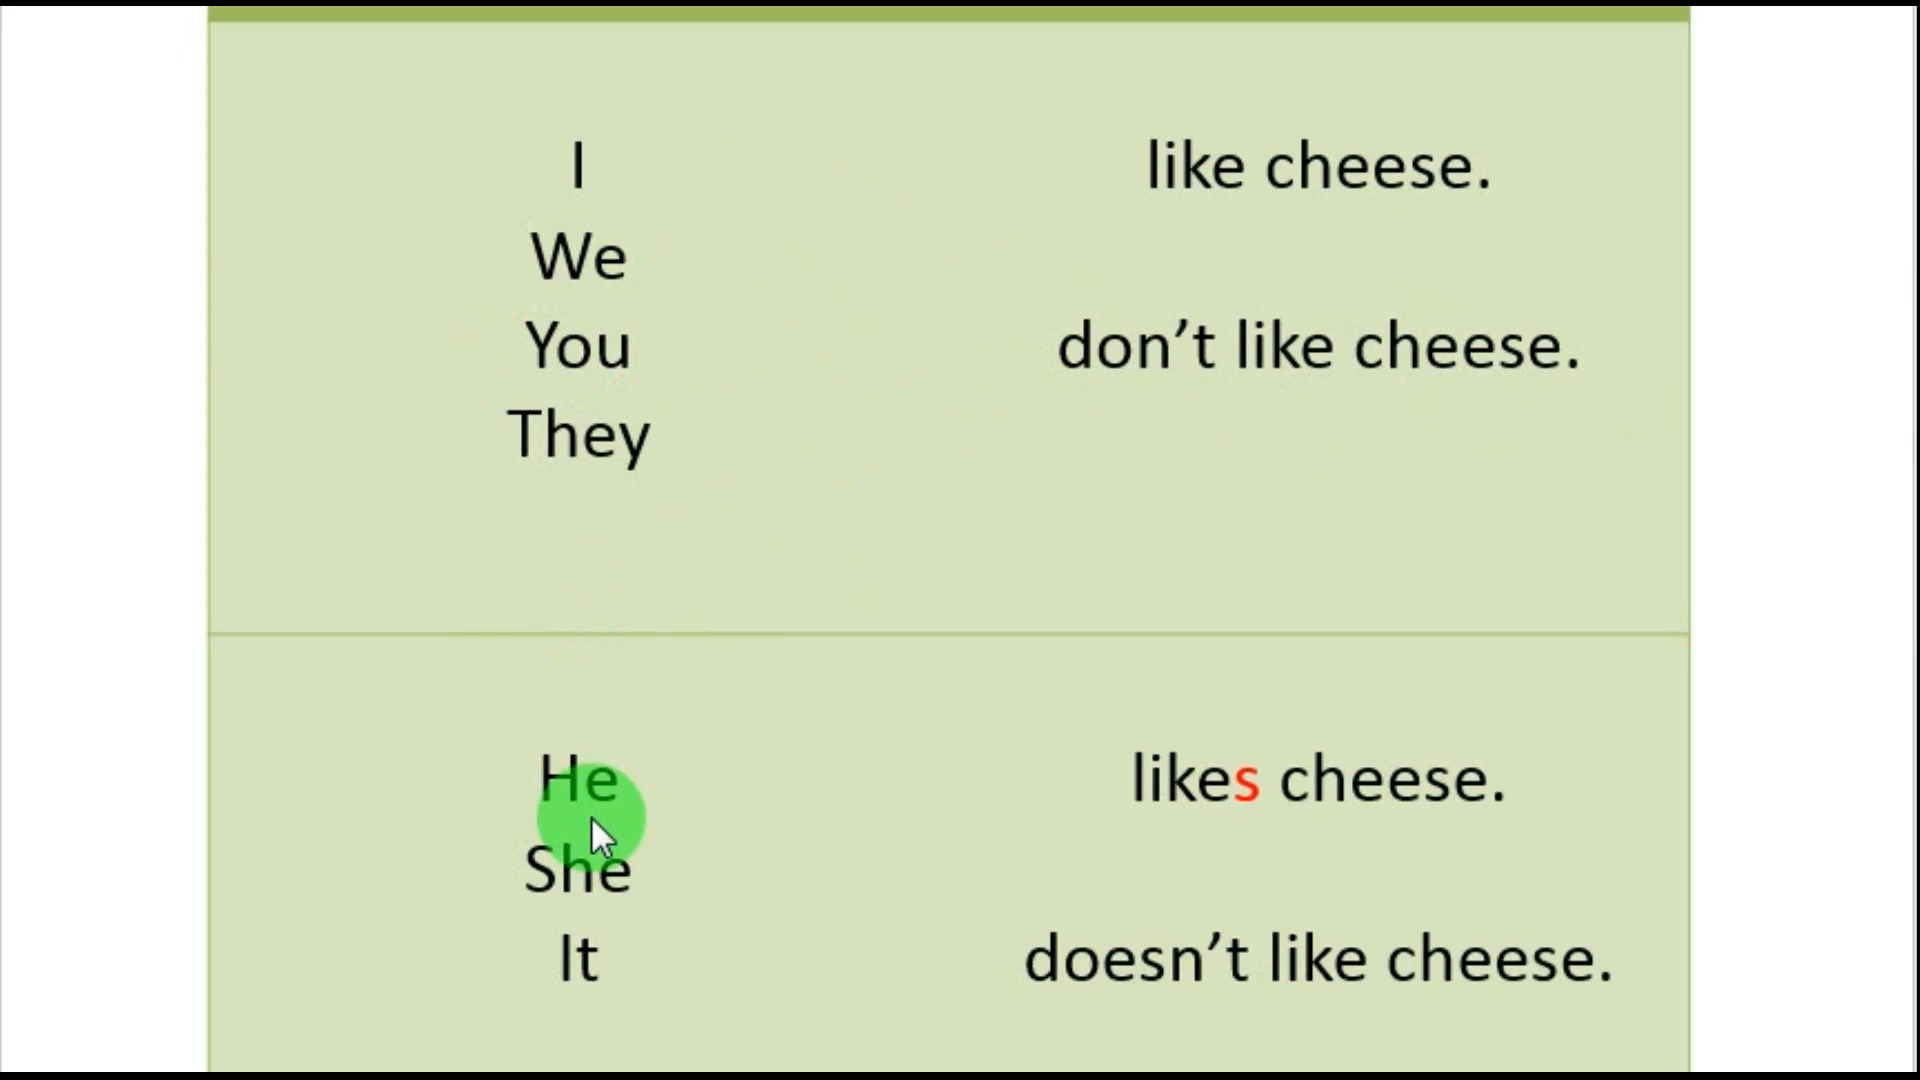 I
We
You
They
like cheese.
don’t like cheese.
He
She
It
likes cheese.
doesn’t like cheese.